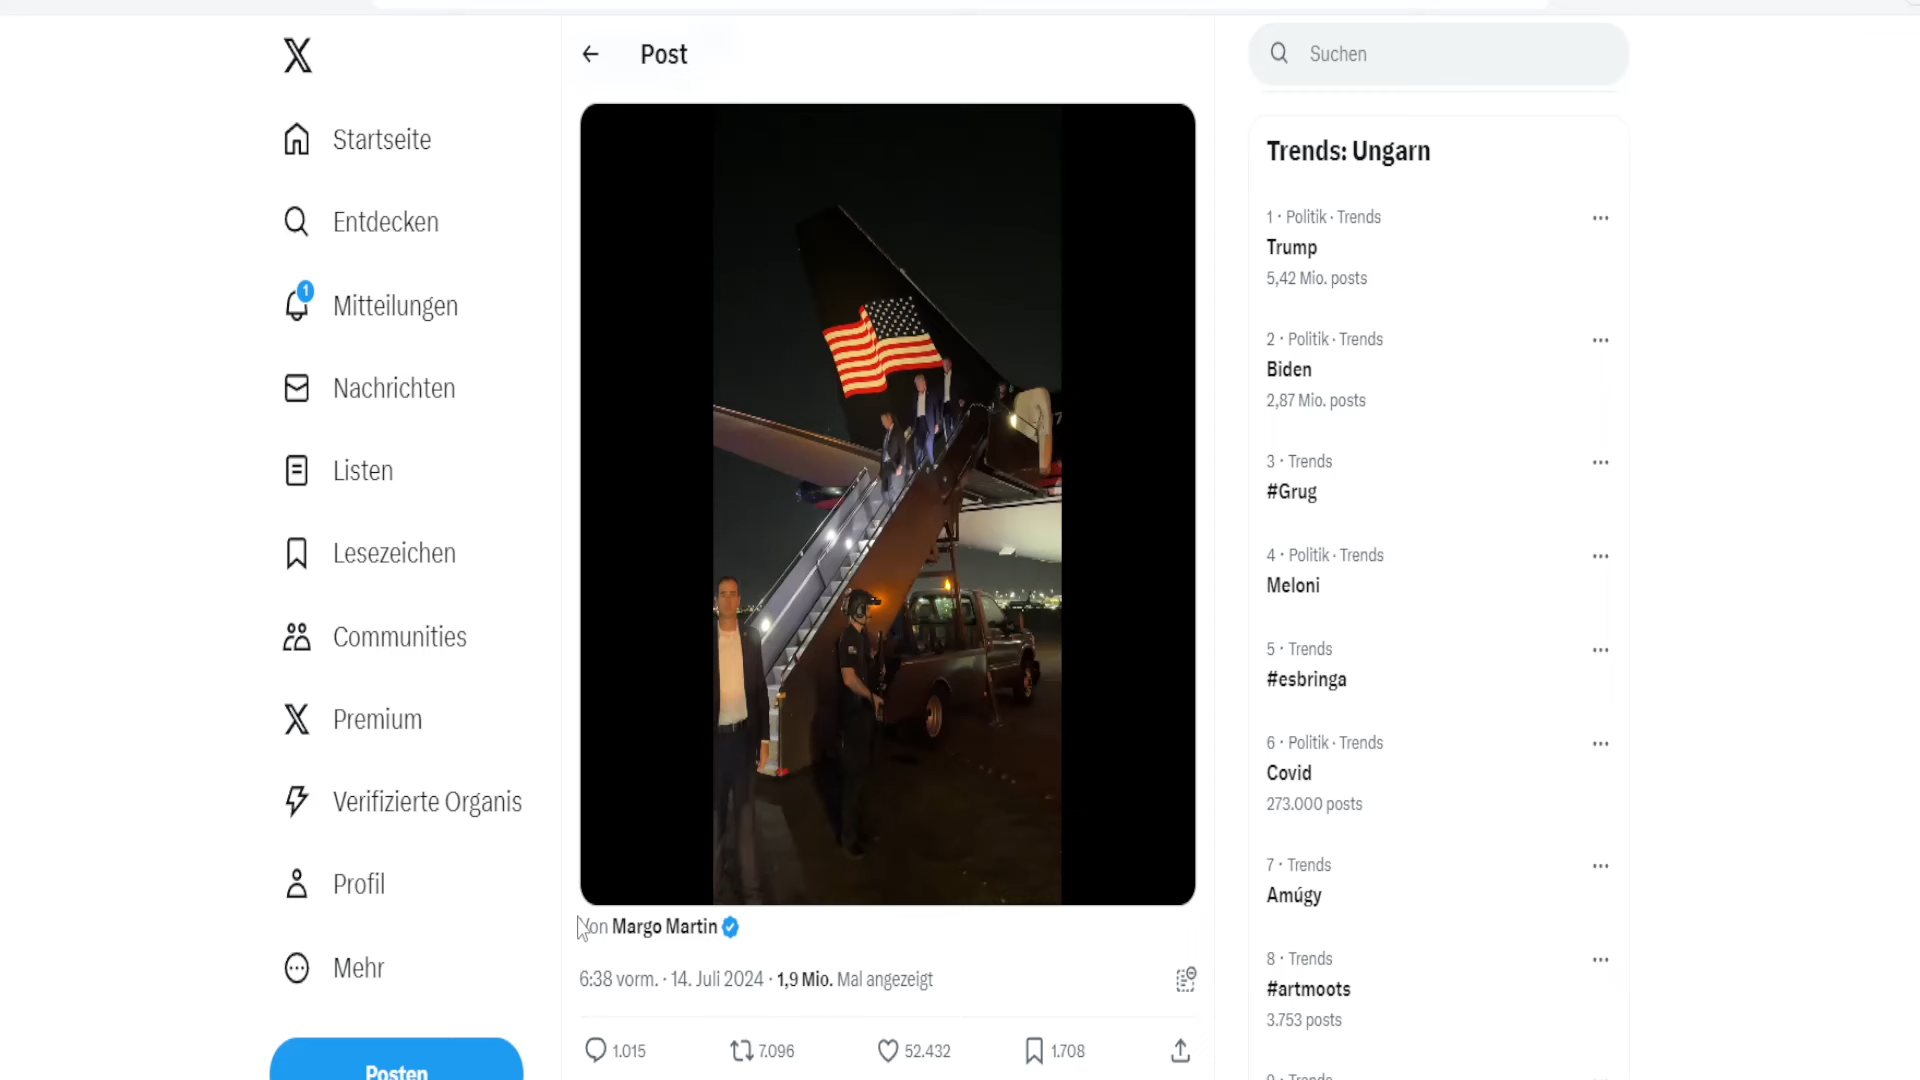 Startseite
Entdecken
1
Mitteilungen
Nachrichten
Listen
Lesezeichen
Communities
Premium
Verifizierte Organis
Profil
Mehr
Posten
Post
Von Margo Martin
6:38 vorm. · 14. Juli 2024 · 1,9 Mio. Mal angezeigt
1.015 7.096 52.432 1.708
Suchen
Trends: Ungarn
1 · Politik · Trends
Trump
5,42 Mio. posts
2 · Politik · Trends
Biden
2,87 Mio. posts
3 · Trends
#Grug
4 · Politik · Trends
Meloni
5 · Trends
#esbringa
6 · Politik · Trends
Covid
273.000 posts
7 · Trends
Amúgy
8 · Trends
#artmoots
3.753 posts
9 · Trends